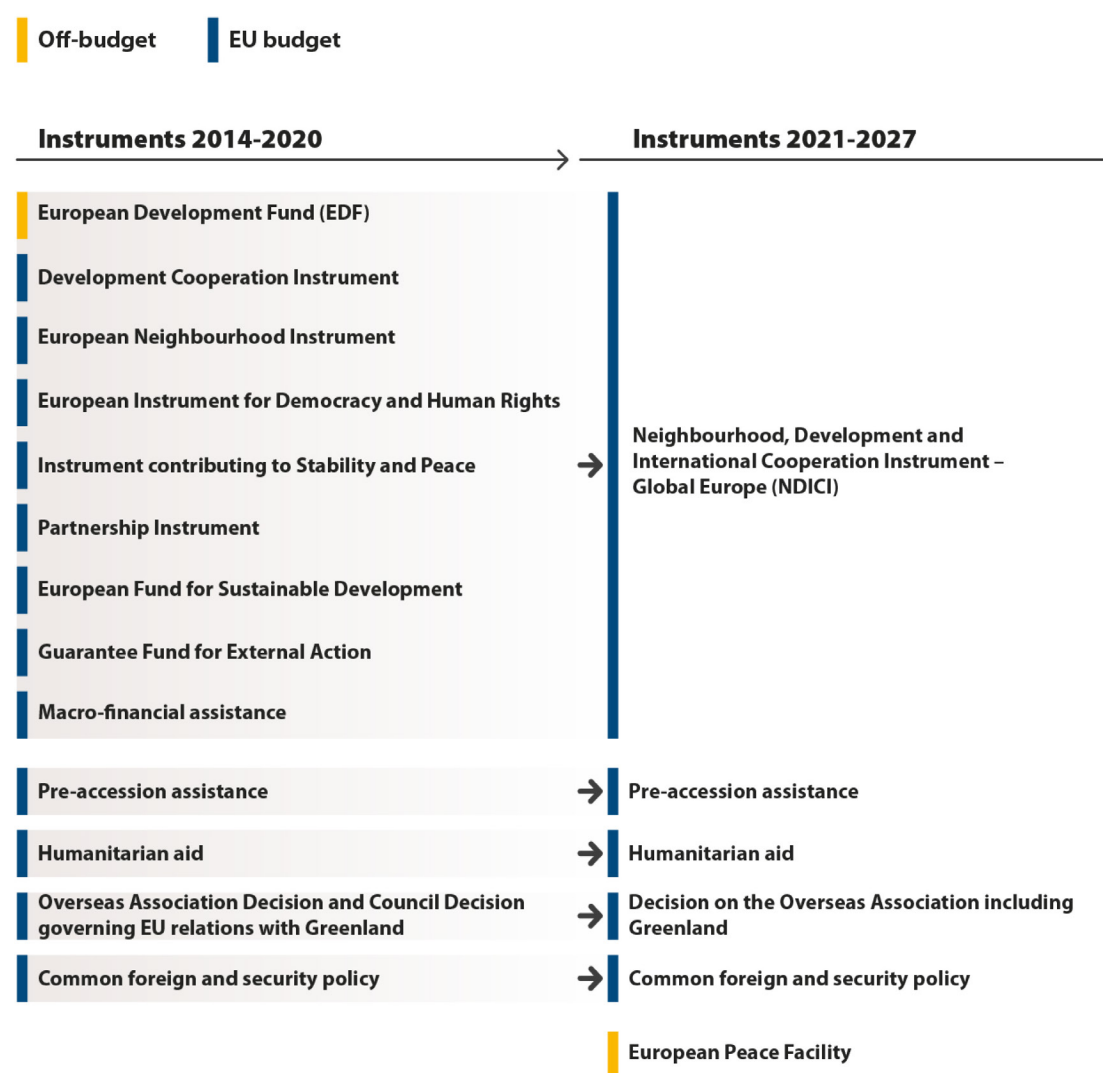 Off-budget
EU budget
Instruments 2014-2020
Instruments 2021-2027
European Development Fund (EDF)
Development Cooperation Instrument
European Neighbourhood Instrument
European Instrument for Democracy and Human Rights
Instrument contributing to Stability and Peace
Partnership Instrument
European Fund for Sustainable Development
Guarantee Fund for External Action
Macro-financial assistance
Neighbourhood, Development and
International Cooperation Instrument –
Global Europe (NDICI)
Pre-accession assistance
Pre-accession assistance
Humanitarian aid
Humanitarian aid
Overseas Association Decision and Council Decision
governing EU relations with Greenland
Decision on the Overseas Association including
Greenland
Common foreign and security policy
Common foreign and security policy
European Peace Facility